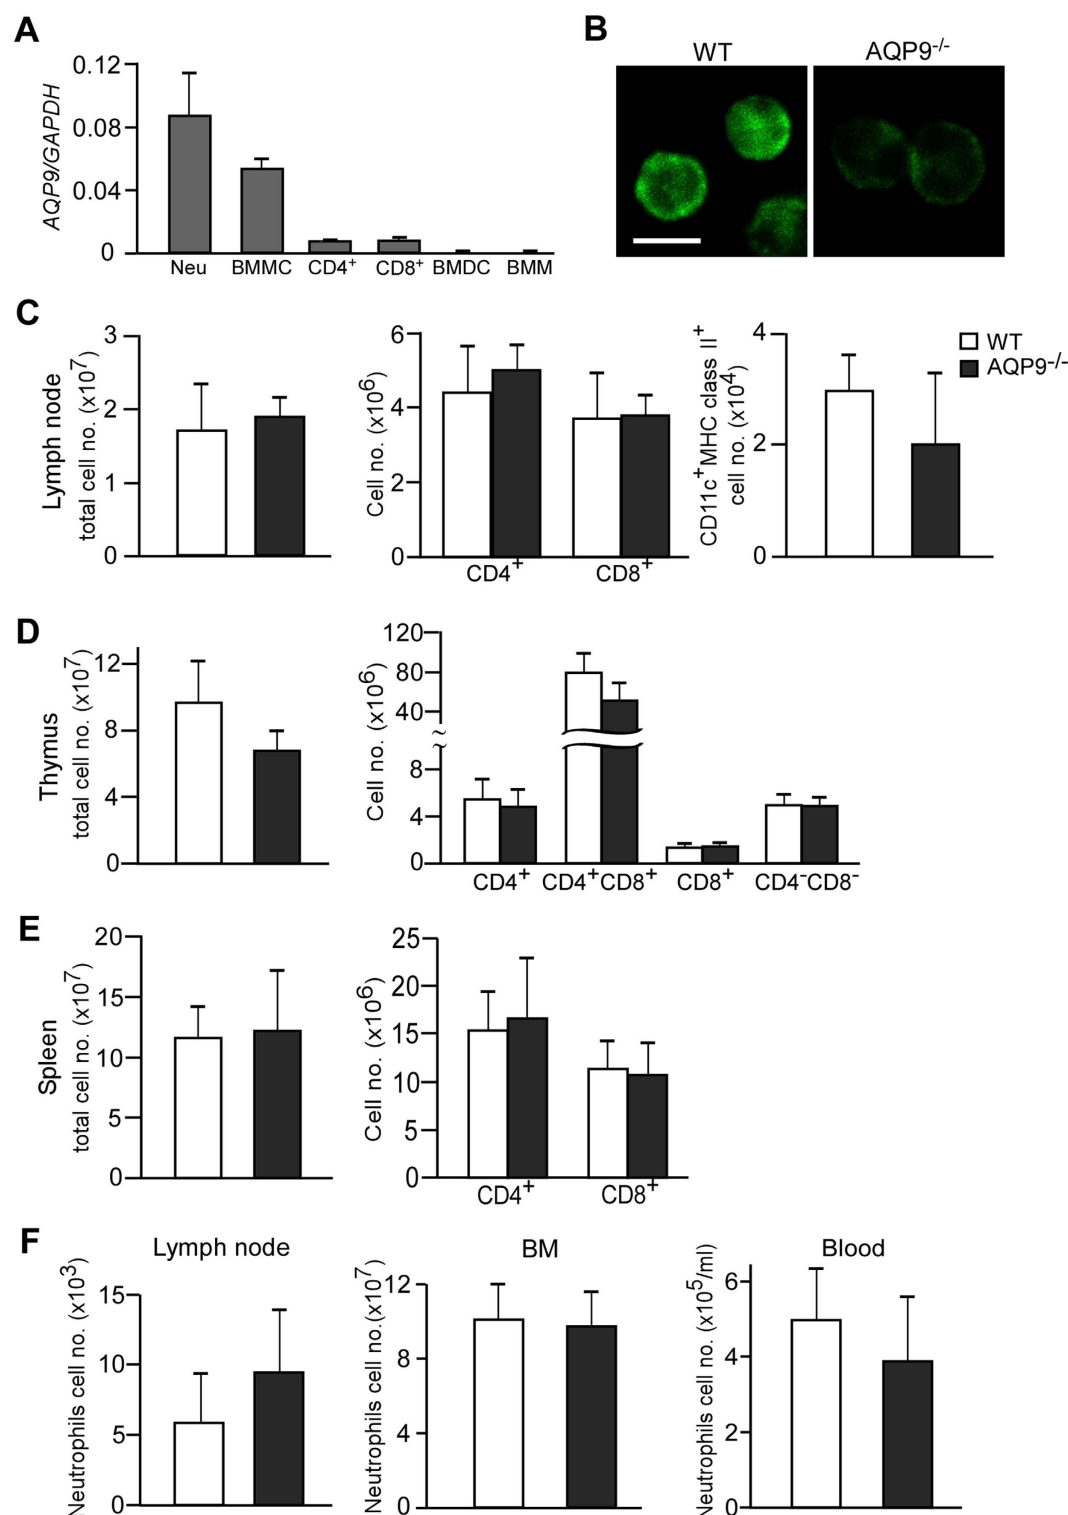 A
AQP9/GAPDH
0.12
0.08
0.04
0
Neu BMMC CD4⁺ CD8⁺ BMDC BMM
B
WT AQP9⁻/⁻
C
Lymph node
total cell no. (x10⁷)
3
2
1
0
Cell no. (x10⁶)
6
4
2
0
CD4⁺ CD8⁺
CD11c⁺MHC class II⁺
cell no. (x10⁴)
4
2
0
WT
AQP9⁻/⁻
D
Thymus
total cell no. (x10⁷)
12
8
4
0
Cell no. (x10⁶)
120
80
40
~ ~
8
4
0
CD4⁺ CD4⁺CD8⁺ CD8⁺ CD4⁻CD8⁻
E
Spleen
total cell no. (x10⁷)
20
15
10
5
0
Cell no. (x10⁶)
25
20
15
10
5
0
CD4⁺ CD8⁺
F
Lymph node
Neutrophils cell no. (x10³)
15
10
5
0
BM
Neutrophils cell no.(x10⁷)
12
8
4
0
Blood
Neutrophils cell no. (x10⁵/ml)
6
4
2
0